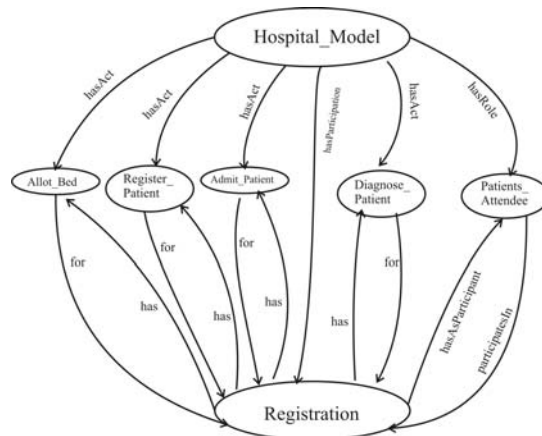 Hospital_Model
hasAct
hasAct
hasAct
hasParticipation
hasAct
hasRole
Allot_Bed
Register_
Patient
Admit_Patient
Diagnose_
Patient
Patients_
Attendee
for
for
for
for
has
has
has
has
hasAsParticipant
participatesIn
Registration